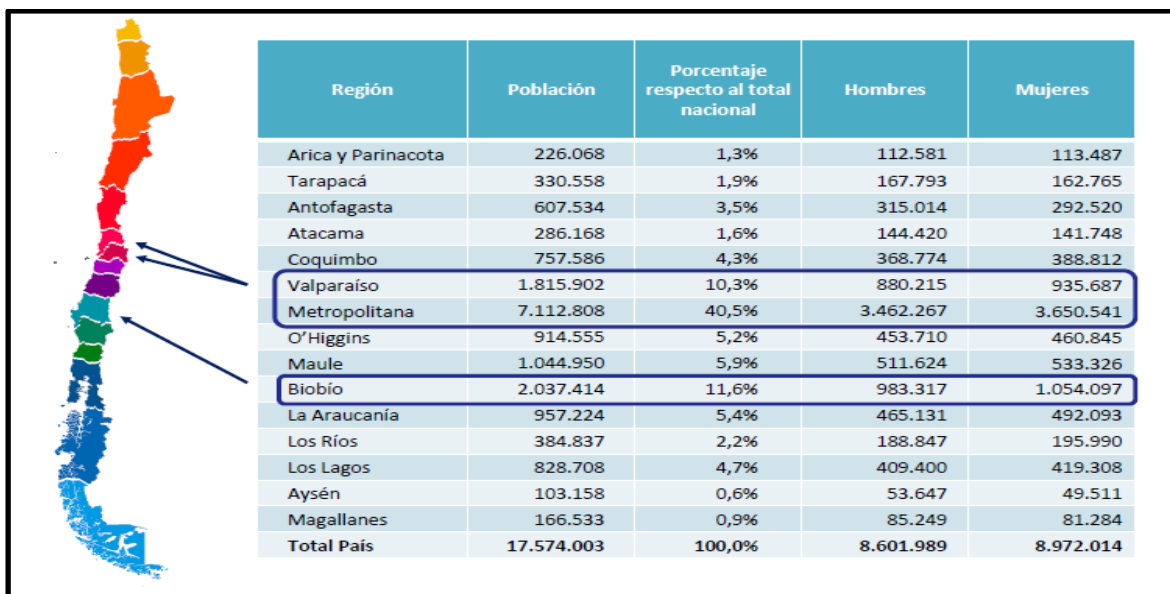 Región Población Porcentaje respecto al total nacional Hombres Mujeres
Arica y Parinacota 226.068 1,3% 112.581 113.487
Tarapacá 330.558 1,9% 167.793 162.765
Antofagasta 607.534 3,5% 315.014 292.520
Atacama 286.168 1,6% 144.420 141.748
Coquimbo 757.586 4,3% 368.774 388.812
Valparaíso 1.815.902 10,3% 880.215 935.687
Metropolitana 7.112.808 40,5% 3.462.267 3.650.541
O'Higgins 914.555 5,2% 453.710 460.845
Maule 1.044.950 5,9% 511.624 533.326
Biobío 2.037.414 11,6% 983.317 1.054.097
La Araucanía 957.224 5,4% 465.131 492.093
Los Ríos 384.837 2,2% 188.847 195.990
Los Lagos 828.708 4,7% 409.400 419.308
Aysén 103.158 0,6% 53.647 49.511
Magallanes 166.533 0,9% 85.249 81.284
Total País 17.574.003 100,0% 8.601.989 8.972.014